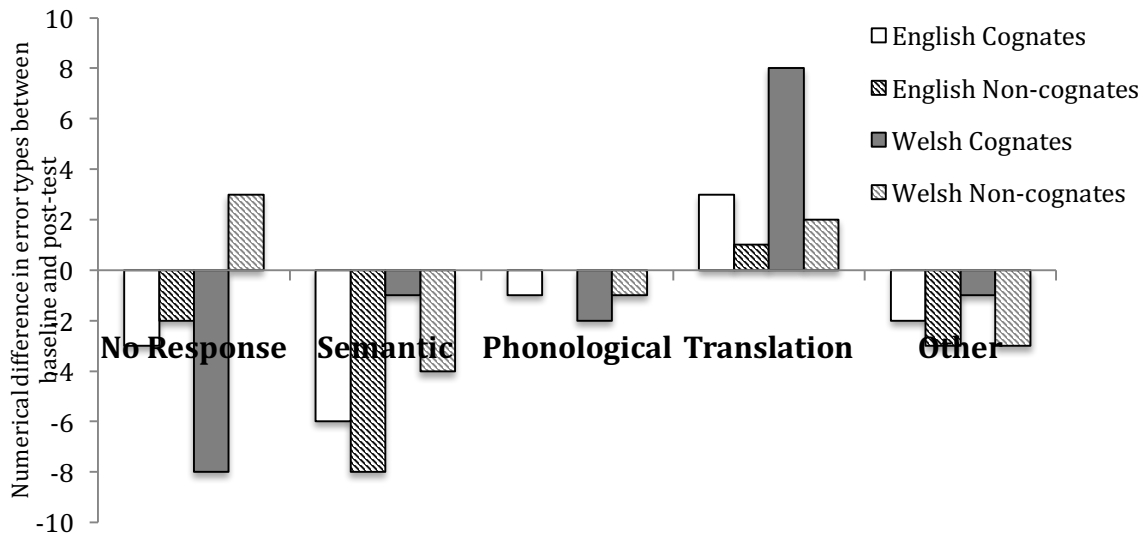 Numerical difference in error types between
baseline and post-test
10
8
6
4
2
0
-2
-4
-6
-8
-10
No Response Semantic Phonological Translation Other
English Cognates
English Non-cognates
Welsh Cognates
Welsh Non-cognates